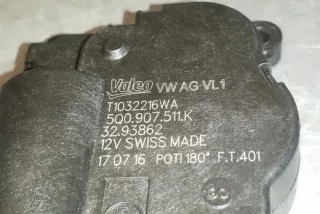 Valeo VW AG VL1
T1032216WA
5Q0.907.511.K
32.93862
12V SWISS MADE
17 07 16 POTI 180° F.T.401